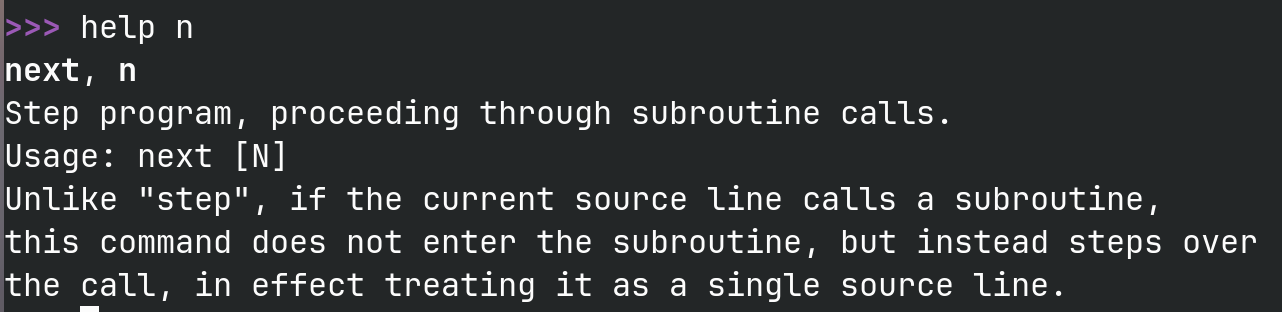 >>> help n
next, n
Step program, proceeding through subroutine calls.
Usage: next [N]
Unlike "step", if the current source line calls a subroutine,
this command does not enter the subroutine, but instead steps over
the call, in effect treating it as a single source line.